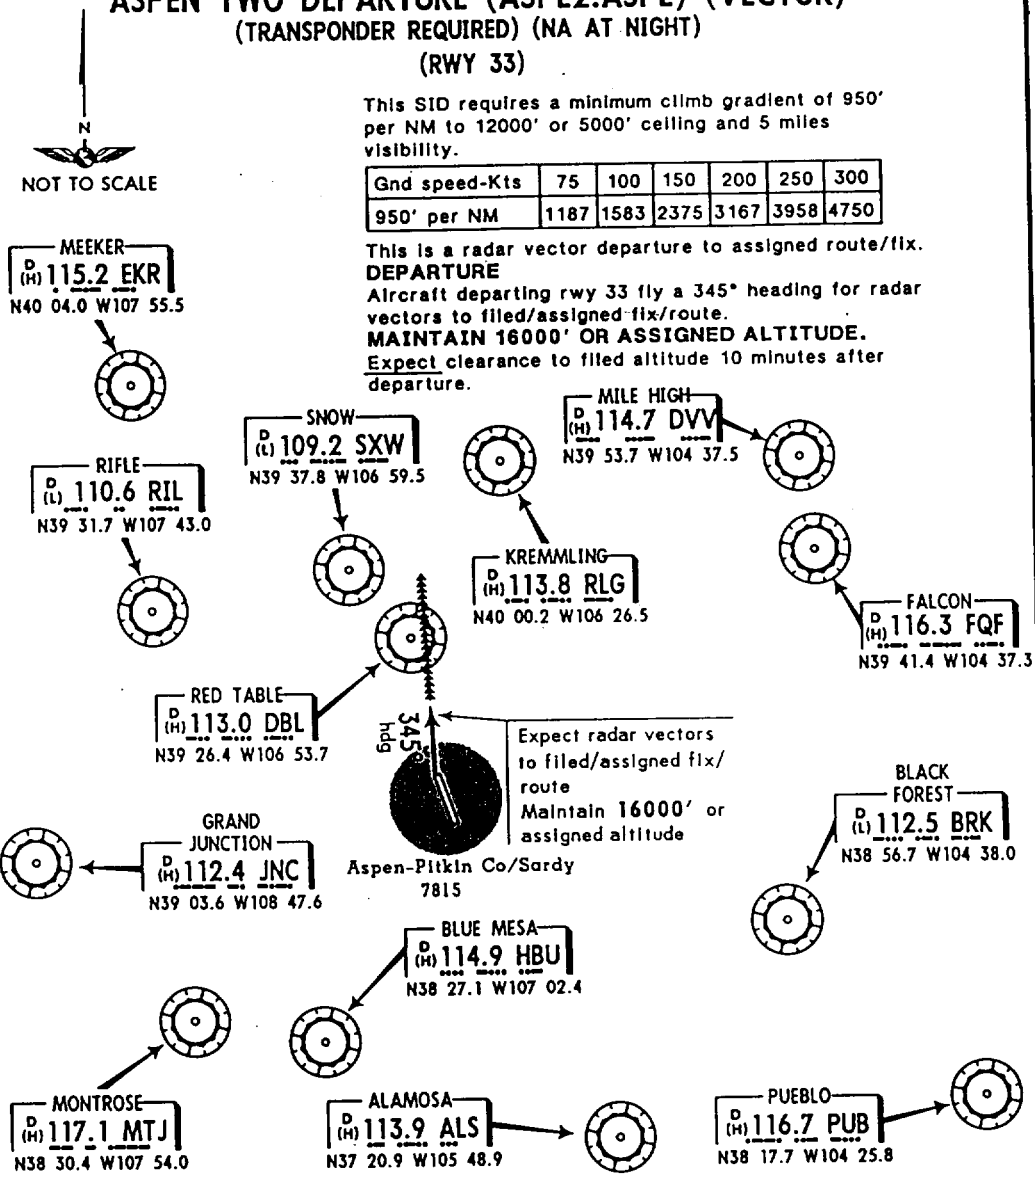 ASPEN TWO DEPARTURE (ASPE2.ASPE) (VECTOR)
(TRANSPONDER REQUIRED) (NA AT NIGHT)
(RWY 33)
This SID requires a minimum climb gradient of 950'
per NM to 12000' or 5000' ceiling and 5 miles
visibility.
Gnd speed-Kts 75 100 150 200 250 300
950' per NM 1187 1583 2375 3167 3958 4750
This is a radar vector departure to assigned route/fix.
DEPARTURE
Aircraft departing rwy 33 fly a 345° heading for radar
vectors to filed/assigned fix/route.
MAINTAIN 16000' OR ASSIGNED ALTITUDE.
Expect clearance to filed altitude 10 minutes after
departure.
N
NOT TO SCALE
MEEKER
D
(H) 115.2 EKR
N40 04.0 W107 55.5
MILE HIGH
D
(H) 114.7 DVV
N39 53.7 W104 37.5
SNOW
D
(L) 109.2 SXW
N39 37.8 W106 59.5
RIFLE
D
(L) 110.6 RIL
N39 31.7 W107 43.0
KREMMLING
D
(H) 113.8 RLG
N40 00.2 W106 26.5
FALCON
D
(H) 116.3 FQF
N39 41.4 W104 37.3
RED TABLE
D
(H) 113.0 DBL
N39 26.4 W106 53.7
345°
hdg
Expect radar vectors
to filed/assigned fix/
route
Maintain 16000' or
assigned altitude
Aspen-Pitkin Co/Sardy
7815
BLACK
FOREST
D
(L) 112.5 BRK
N38 56.7 W104 38.0
GRAND
JUNCTION
D
(H) 112.4 JNC
N39 03.6 W108 47.6
BLUE MESA
D
(H) 114.9 HBU
N38 27.1 W107 02.4
MONTROSE
D
(H) 117.1 MTJ
N38 30.4 W107 54.0
ALAMOSA
D
(H) 113.9 ALS
N37 20.9 W105 48.9
PUEBLO
D
(H) 116.7 PUB
N38 17.7 W104 25.8